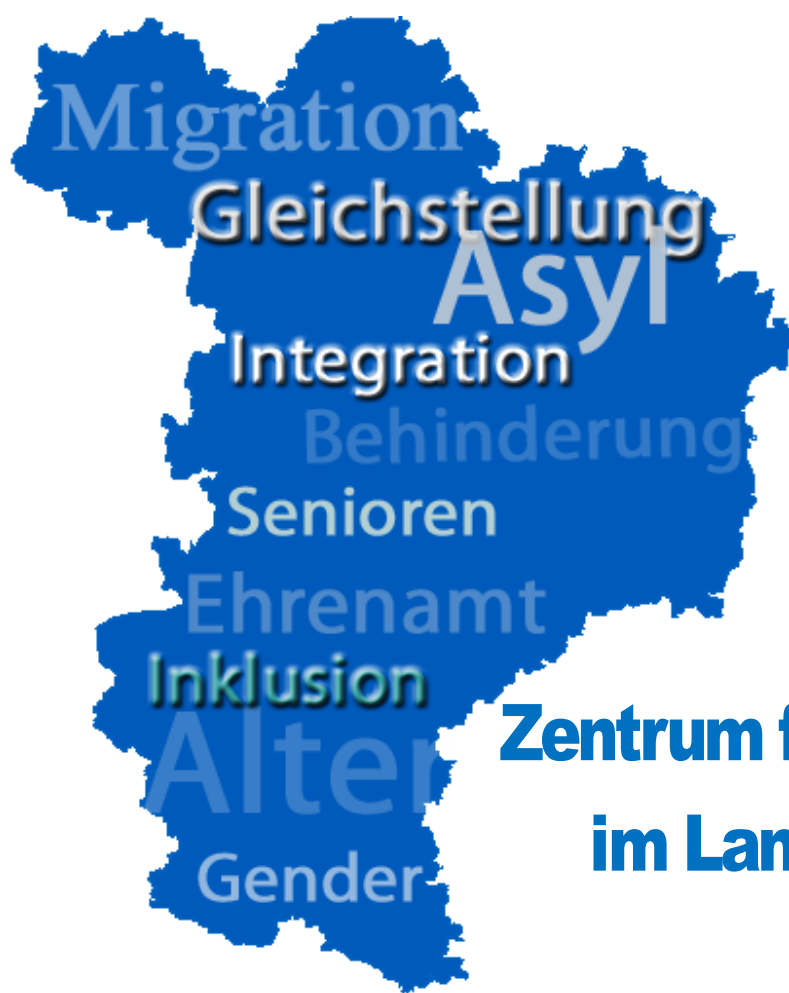 Migration
Gleichstellung
Asyl
Integration
Behinderung
Senioren
Ehrenamt
Inklusion
Alter
Zentrum f
im Lan
Gender